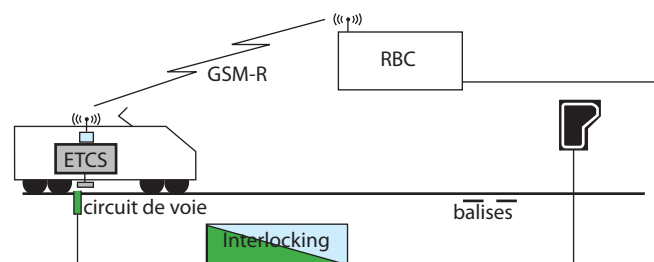 RBC
GSM-R
ETCS
circuit de voie
balises
Interlocking